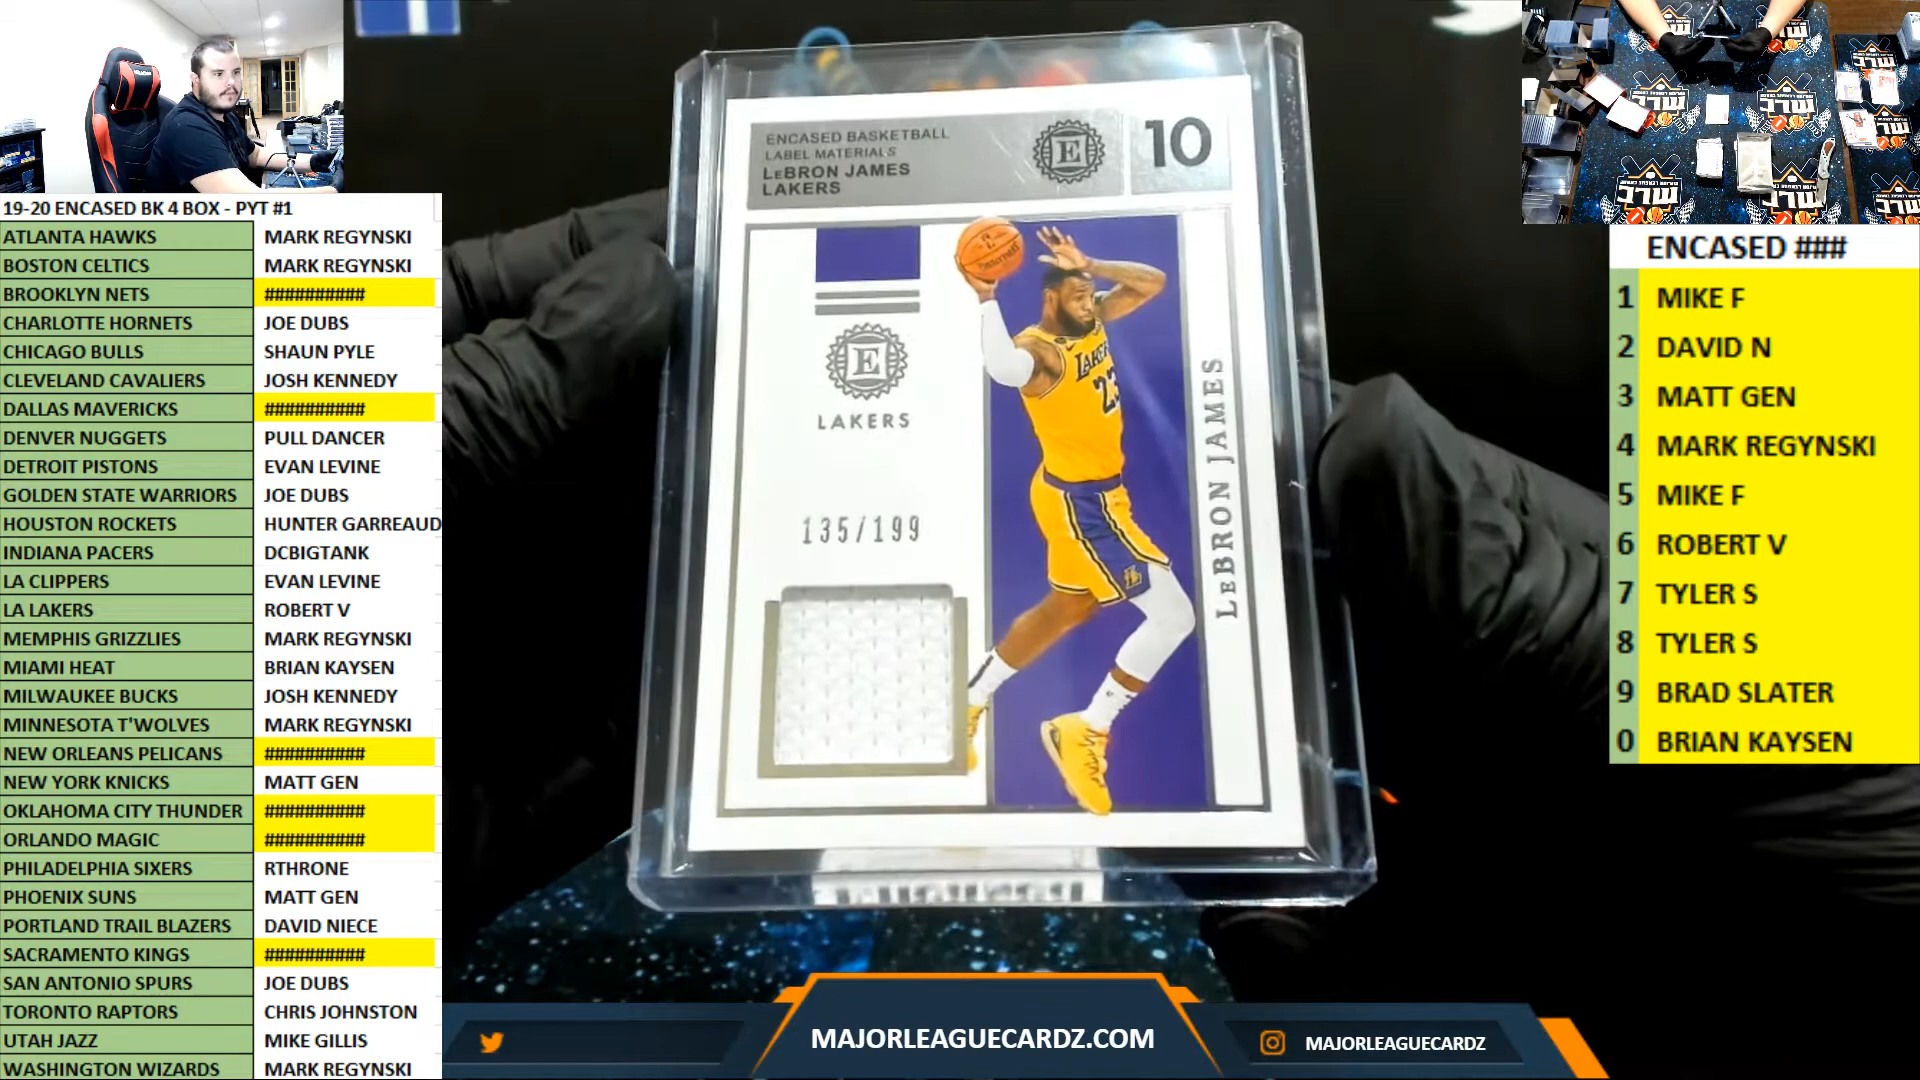 19-20 ENCASED BK 4 BOX - PYT #1
ATLANTA HAWKS MARK REGYNSKI
BOSTON CELTICS MARK REGYNSKI
BROOKLYN NETS ##########
CHARLOTTE HORNETS JOE DUBS
CHICAGO BULLS SHAUN PYLE
CLEVELAND CAVALIERS JOSH KENNEDY
DALLAS MAVERICKS ##########
DENVER NUGGETS PULL DANCER
DETROIT PISTONS EVAN LEVINE
GOLDEN STATE WARRIORS JOE DUBS
HOUSTON ROCKETS HUNTER GARREAUD
INDIANA PACERS DCBIGTANK
LA CLIPPERS EVAN LEVINE
LA LAKERS ROBERT V
MEMPHIS GRIZZLIES MARK REGYNSKI
MIAMI HEAT BRIAN KAYSEN
MILWAUKEE BUCKS JOSH KENNEDY
MINNESOTA T'WOLVES MARK REGYNSKI
NEW ORLEANS PELICANS ##########
NEW YORK KNICKS MATT GEN
OKLAHOMA CITY THUNDER ##########
ORLANDO MAGIC ##########
PHILADELPHIA SIXERS RTHRONE
PHOENIX SUNS MATT GEN
PORTLAND TRAIL BLAZERS DAVID NIECE
SACRAMENTO KINGS ##########
SAN ANTONIO SPURS JOE DUBS
TORONTO RAPTORS CHRIS JOHNSTON
UTAH JAZZ MIKE GILLIS
WASHINGTON WIZARDS MARK REGYNSKI
ENCASED BASKETBALL
LABEL MATERIALS
LEBRON JAMES
LAKERS
E
10
E
LAKERS
135/199
LAKERS
23
LEBRON JAMES
ENCASED ###
1 MIKE F
2 DAVID N
3 MATT GEN
4 MARK REGYNSKI
5 MIKE F
6 ROBERT V
7 TYLER S
8 TYLER S
9 BRAD SLATER
0 BRIAN KAYSEN
MAJORLEAGUECARDZ.COM
MAJORLEAGUECARDZ